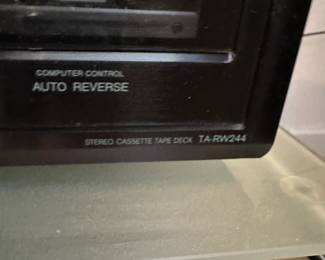 COMPUTER CONTROL
AUTO REVERSE
STEREO CASSETTE TAPE DECK TA-RW244